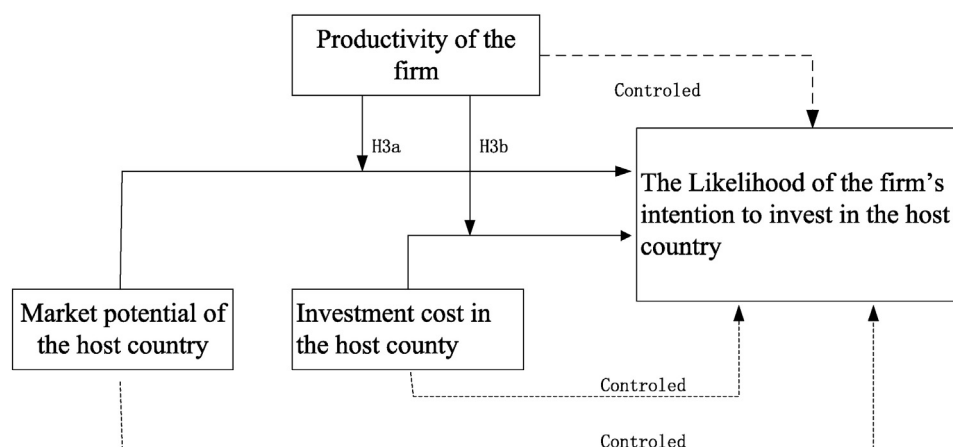 Productivity of the
firm
Controled
H3a
H3b
The Likelihood of the firm's
intention to invest in the host
country
Market potential of
the host country
Investment cost in
the host county
Controled
Controled